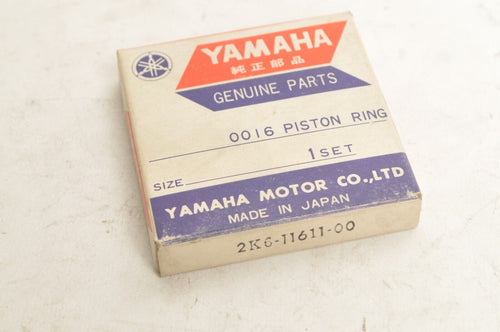 YAMAHA
純正部品
GENUINE PARTS
0016 PISTON RING
1 SET
SIZE
YAMAHA MOTOR CO.,LTD
MADE IN JAPAN
2K6-11611-00